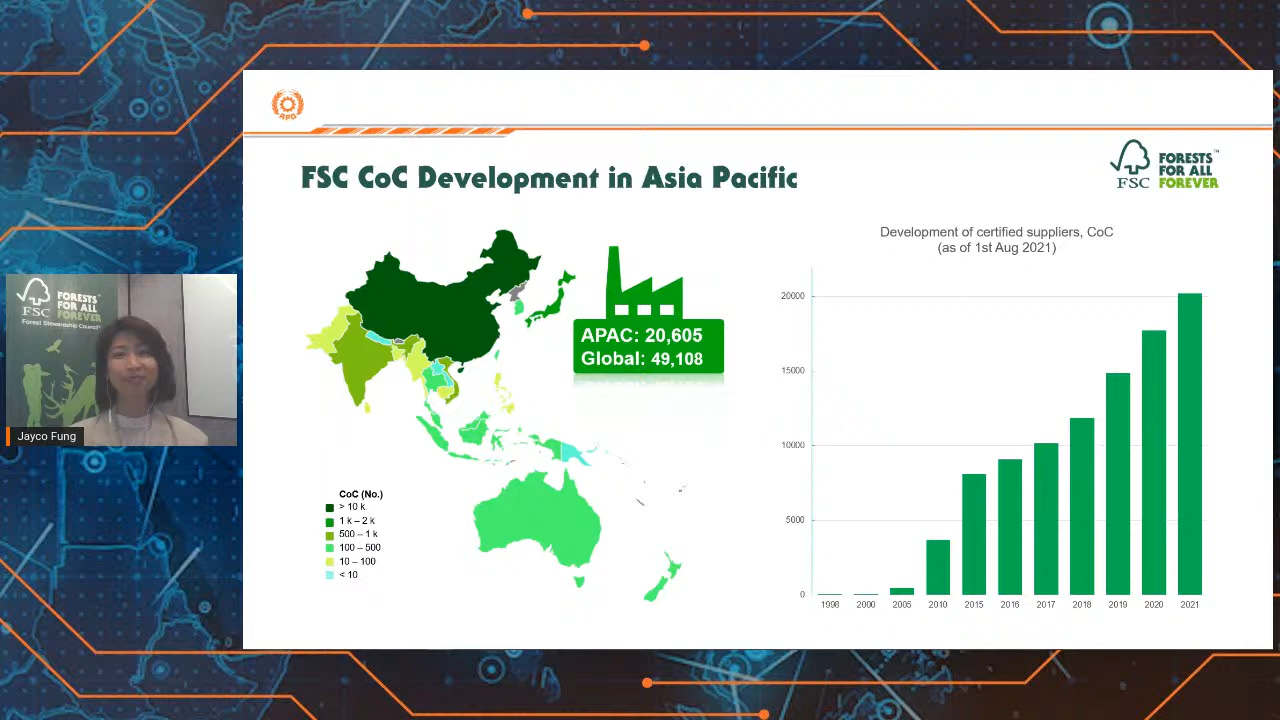 APO
FSC CoC Development in Asia Pacific
FSC
FORESTS™
FOR ALL
FOREVER
APAC: 20,605
Global: 49,108
CoC (No.)
> 10 k
1 k – 2 k
500 – 1 k
100 – 500
10 – 100
< 10
Development of certified suppliers, CoC
(as of 1st Aug 2021)
20000
15000
10000
5000
0
1998 2000 2005 2010 2015 2016 2017 2018 2019 2020 2021
FSC
FORESTS
FOR ALL
FOREVER
Forest Stewardship Council
Jayco Fung